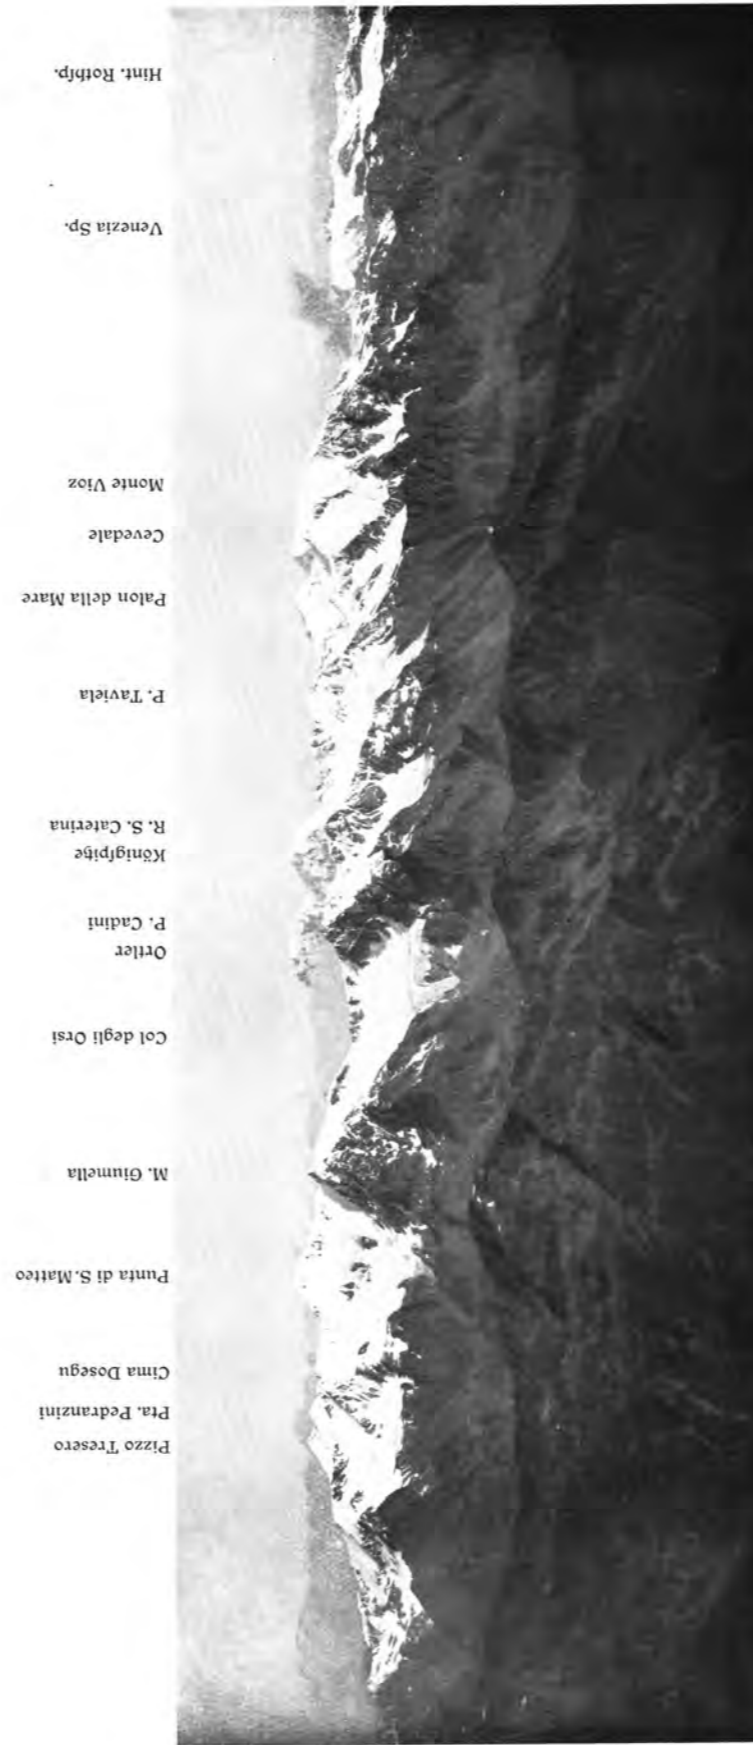 Hint. Rothſp.
Venezia Sp.
Monte Vioz
Cevedale
Palon della Mare
P. Taviela
R. S. Caterina
Königſpitze
P. Cadini
Ortler
Col degli Orsi
M. Giumella
Punta di S. Matteo
Cima Dosegu
Pta. Pedranzini
Pizzo Tresero